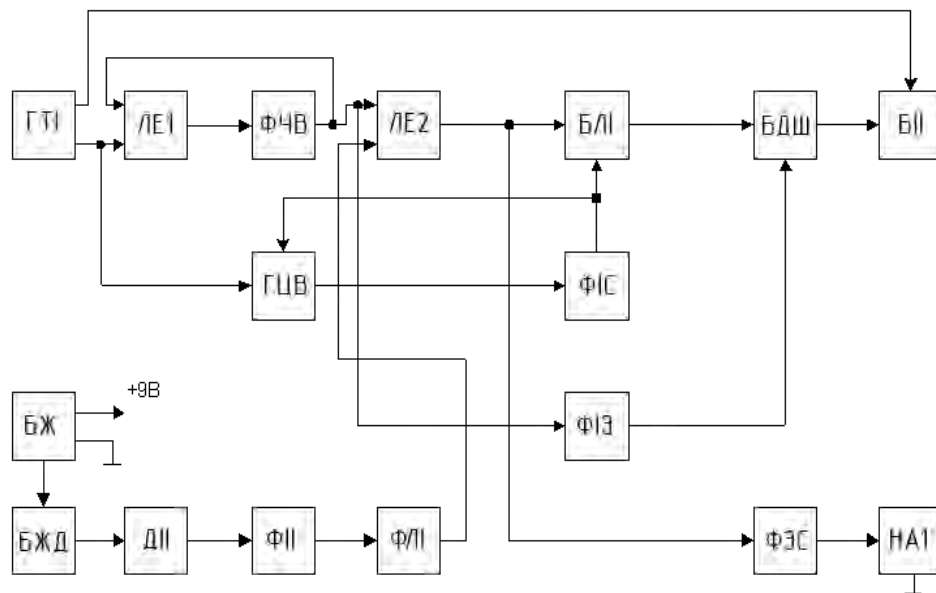 ГТІ
ЛЕ1
ФЧВ
ЛЕ2
БЛІ
БДШ
БІІ
ГЦВ
ФІС
+9В
БЖ
ФІЗ
БЖД
ДІІ
ФІІ
ФЛІ
ФЗС
НА1